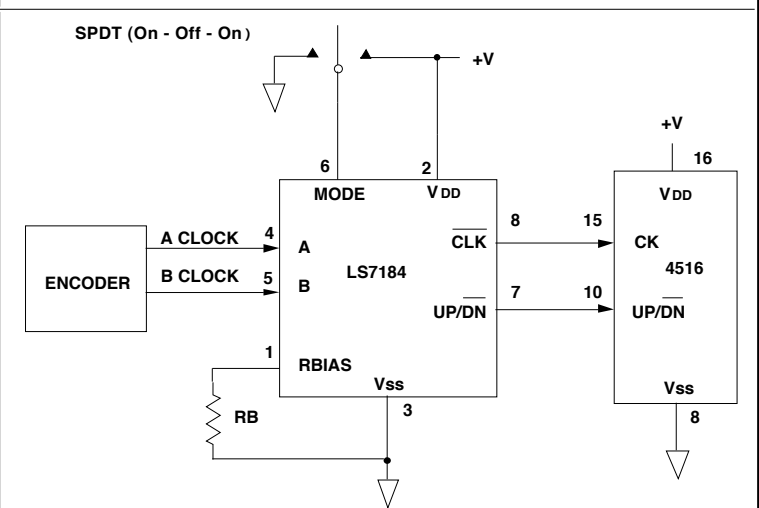 SPDT (On - Off - On)
+V
+V
6
2
16
MODE
VDD
VDD
8
15
A CLOCK
4
A
CLK
CK
ENCODER
LS7184
4516
B CLOCK
5
B
7
10
UP/DN
UP/DN
1
RBIAS
Vss
Vss
RB
3
8